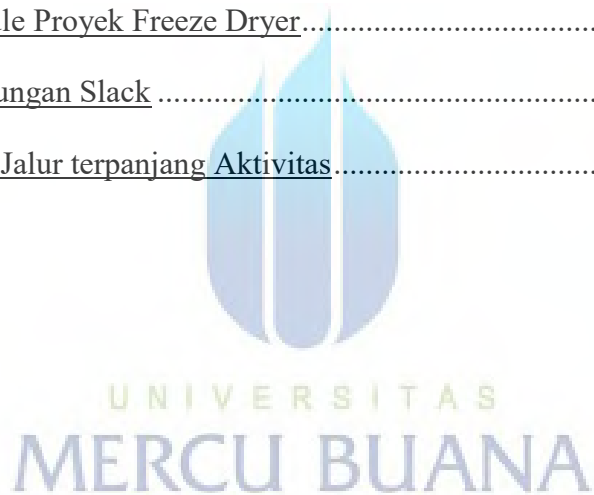 le Proyek Freeze Dryer....................................
ungan Slack .......................................................
Jalur terpanjang Aktivitas................................
UNIVERSITAS
MERCU BUANA